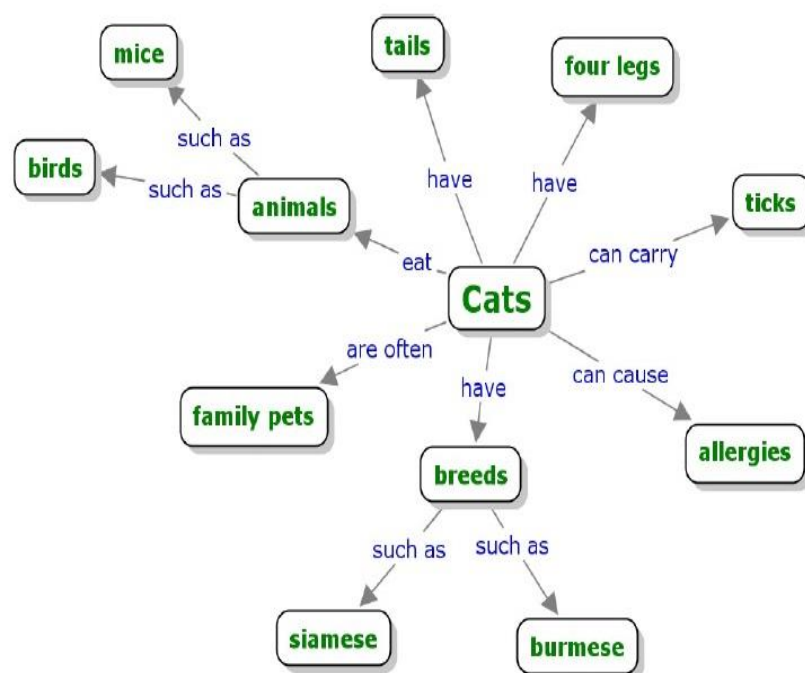 tails
mice
four legs
such as
birds
such as
have
have
animals
ticks
eat
can carry
Cats
are often
can cause
have
family pets
allergies
breeds
such as
such as
siamese
burmese